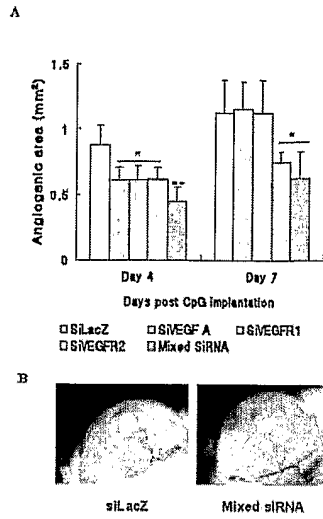 A
Angiogenic area (mm²)
1.5
1
0.5
0
*
**
*
Day 4
Day 7
Days post CpG implantation
SiLacZ
SiVEGF A
SiVEGFR1
SiVEGFR2
Mixed SiRNA
B
siLacZ
Mixed siRNA